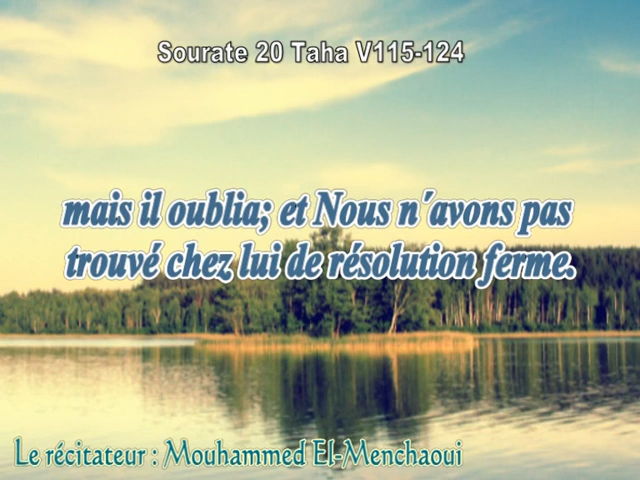 Sourate 20 Taha V115-124
mais il oublia; et Nous n´avons pas
trouvé chez lui de résolution ferme.
Le récitateur : Mouhammed El-Menchaoui